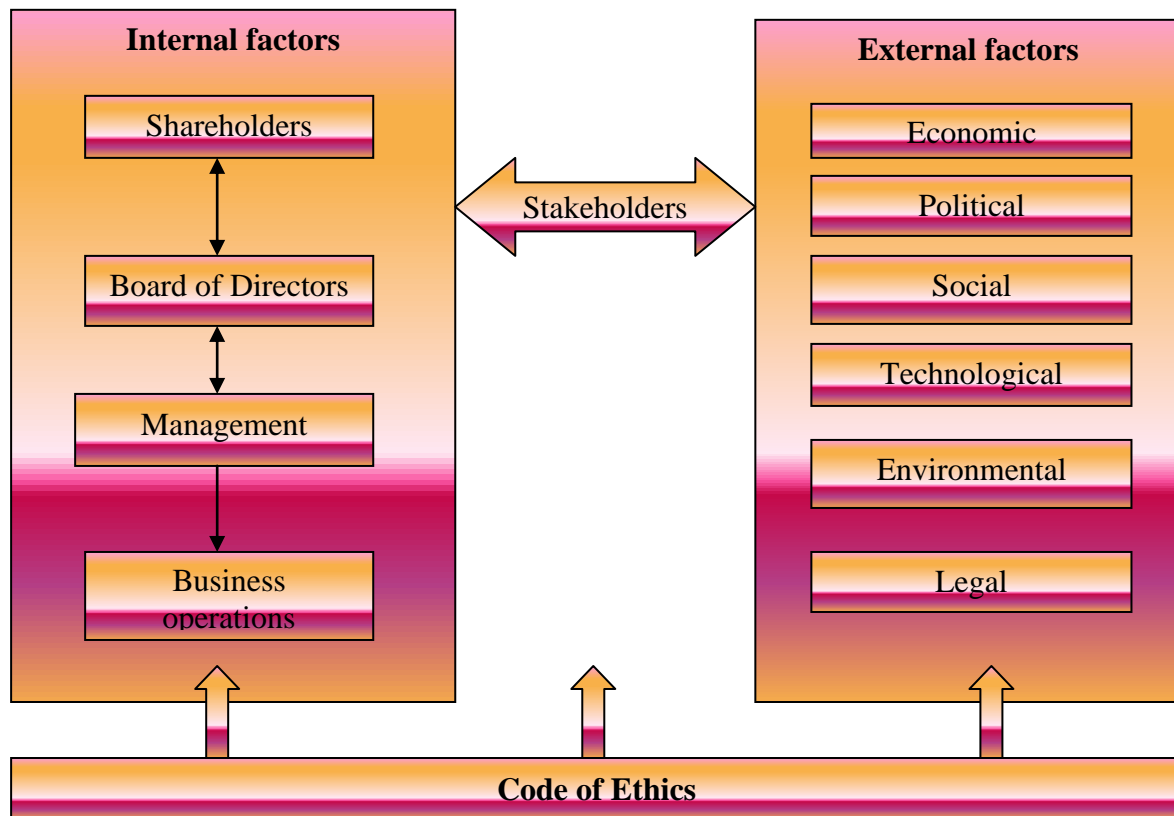 Internal factors
Shareholders
Board of Directors
Management
Business
operations
Stakeholders
External factors
Economic
Political
Social
Technological
Environmental
Legal
Code of Ethics